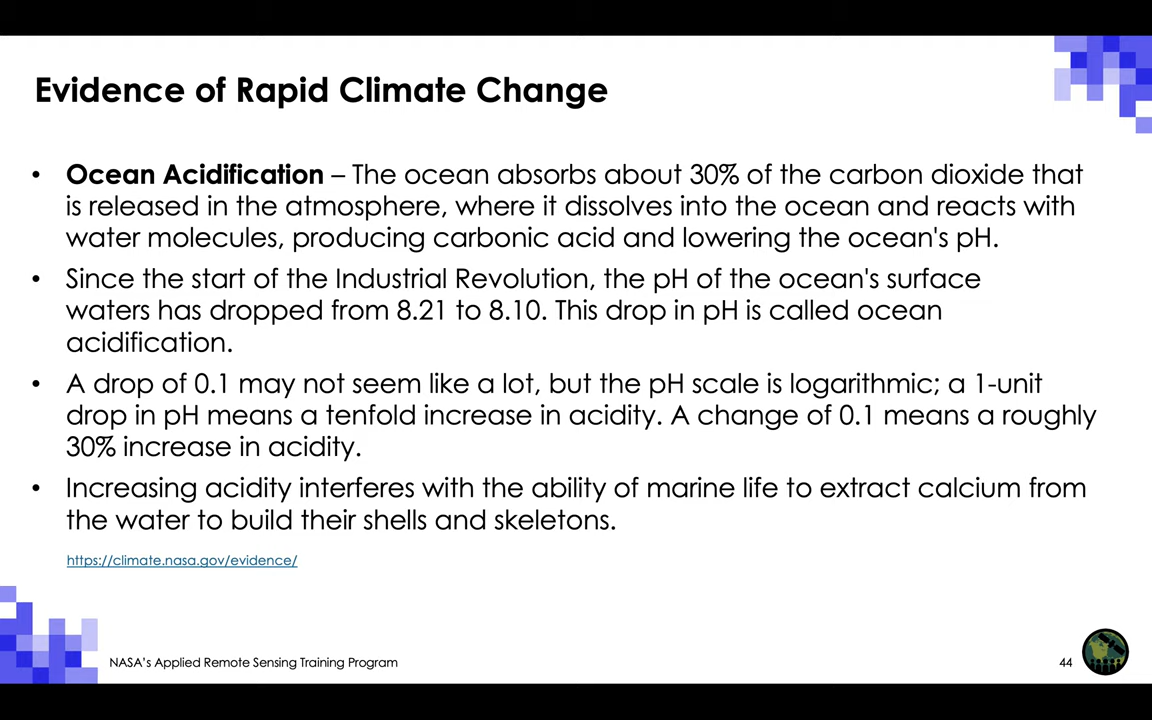 Evidence of Rapid Climate Change
• Ocean Acidification – The ocean absorbs about 30% of the carbon dioxide that
is released in the atmosphere, where it dissolves into the ocean and reacts with
water molecules, producing carbonic acid and lowering the ocean's pH.
• Since the start of the Industrial Revolution, the pH of the ocean's surface
waters has dropped from 8.21 to 8.10. This drop in pH is called ocean
acidification.
• A drop of 0.1 may not seem like a lot, but the pH scale is logarithmic; a 1-unit
drop in pH means a tenfold increase in acidity. A change of 0.1 means a roughly
30% increase in acidity.
• Increasing acidity interferes with the ability of marine life to extract calcium from
the water to build their shells and skeletons.
https://climate.nasa.gov/evidence/
NASA's Applied Remote Sensing Training Program
44